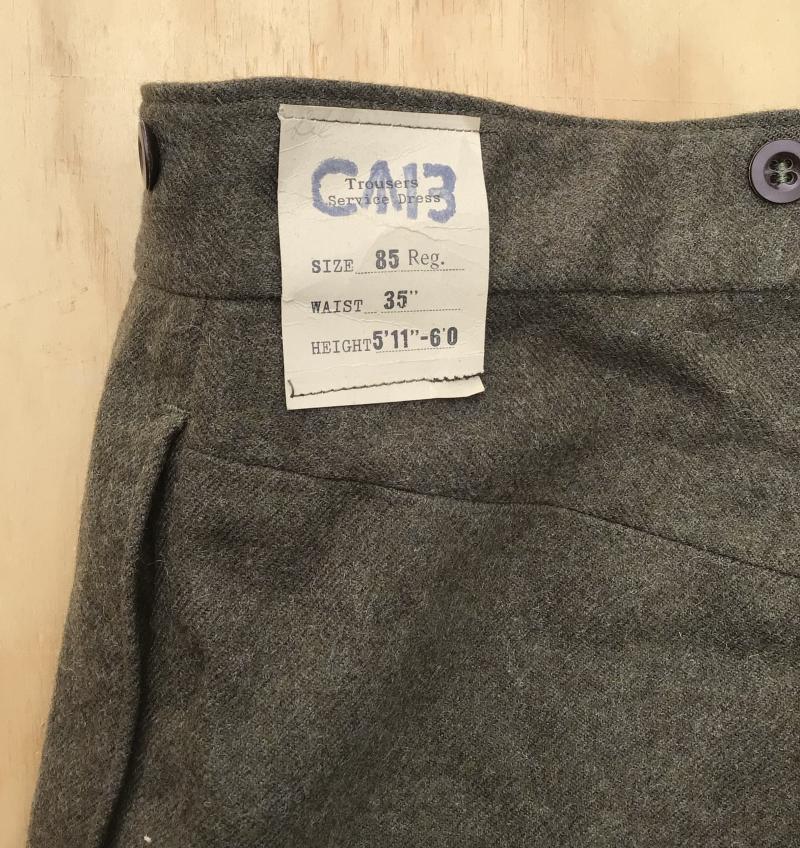 CA13
Trousers
Service Dress
SIZE 85 Reg.
WAIST 35"
HEIGHT 5'11"-6'0